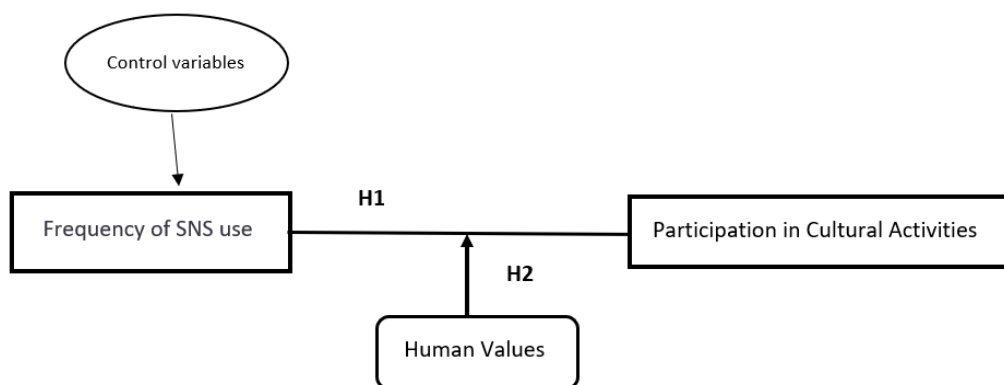 Control variables
H1
Frequency of SNS use
Participation in Cultural Activities
H2
Human Values